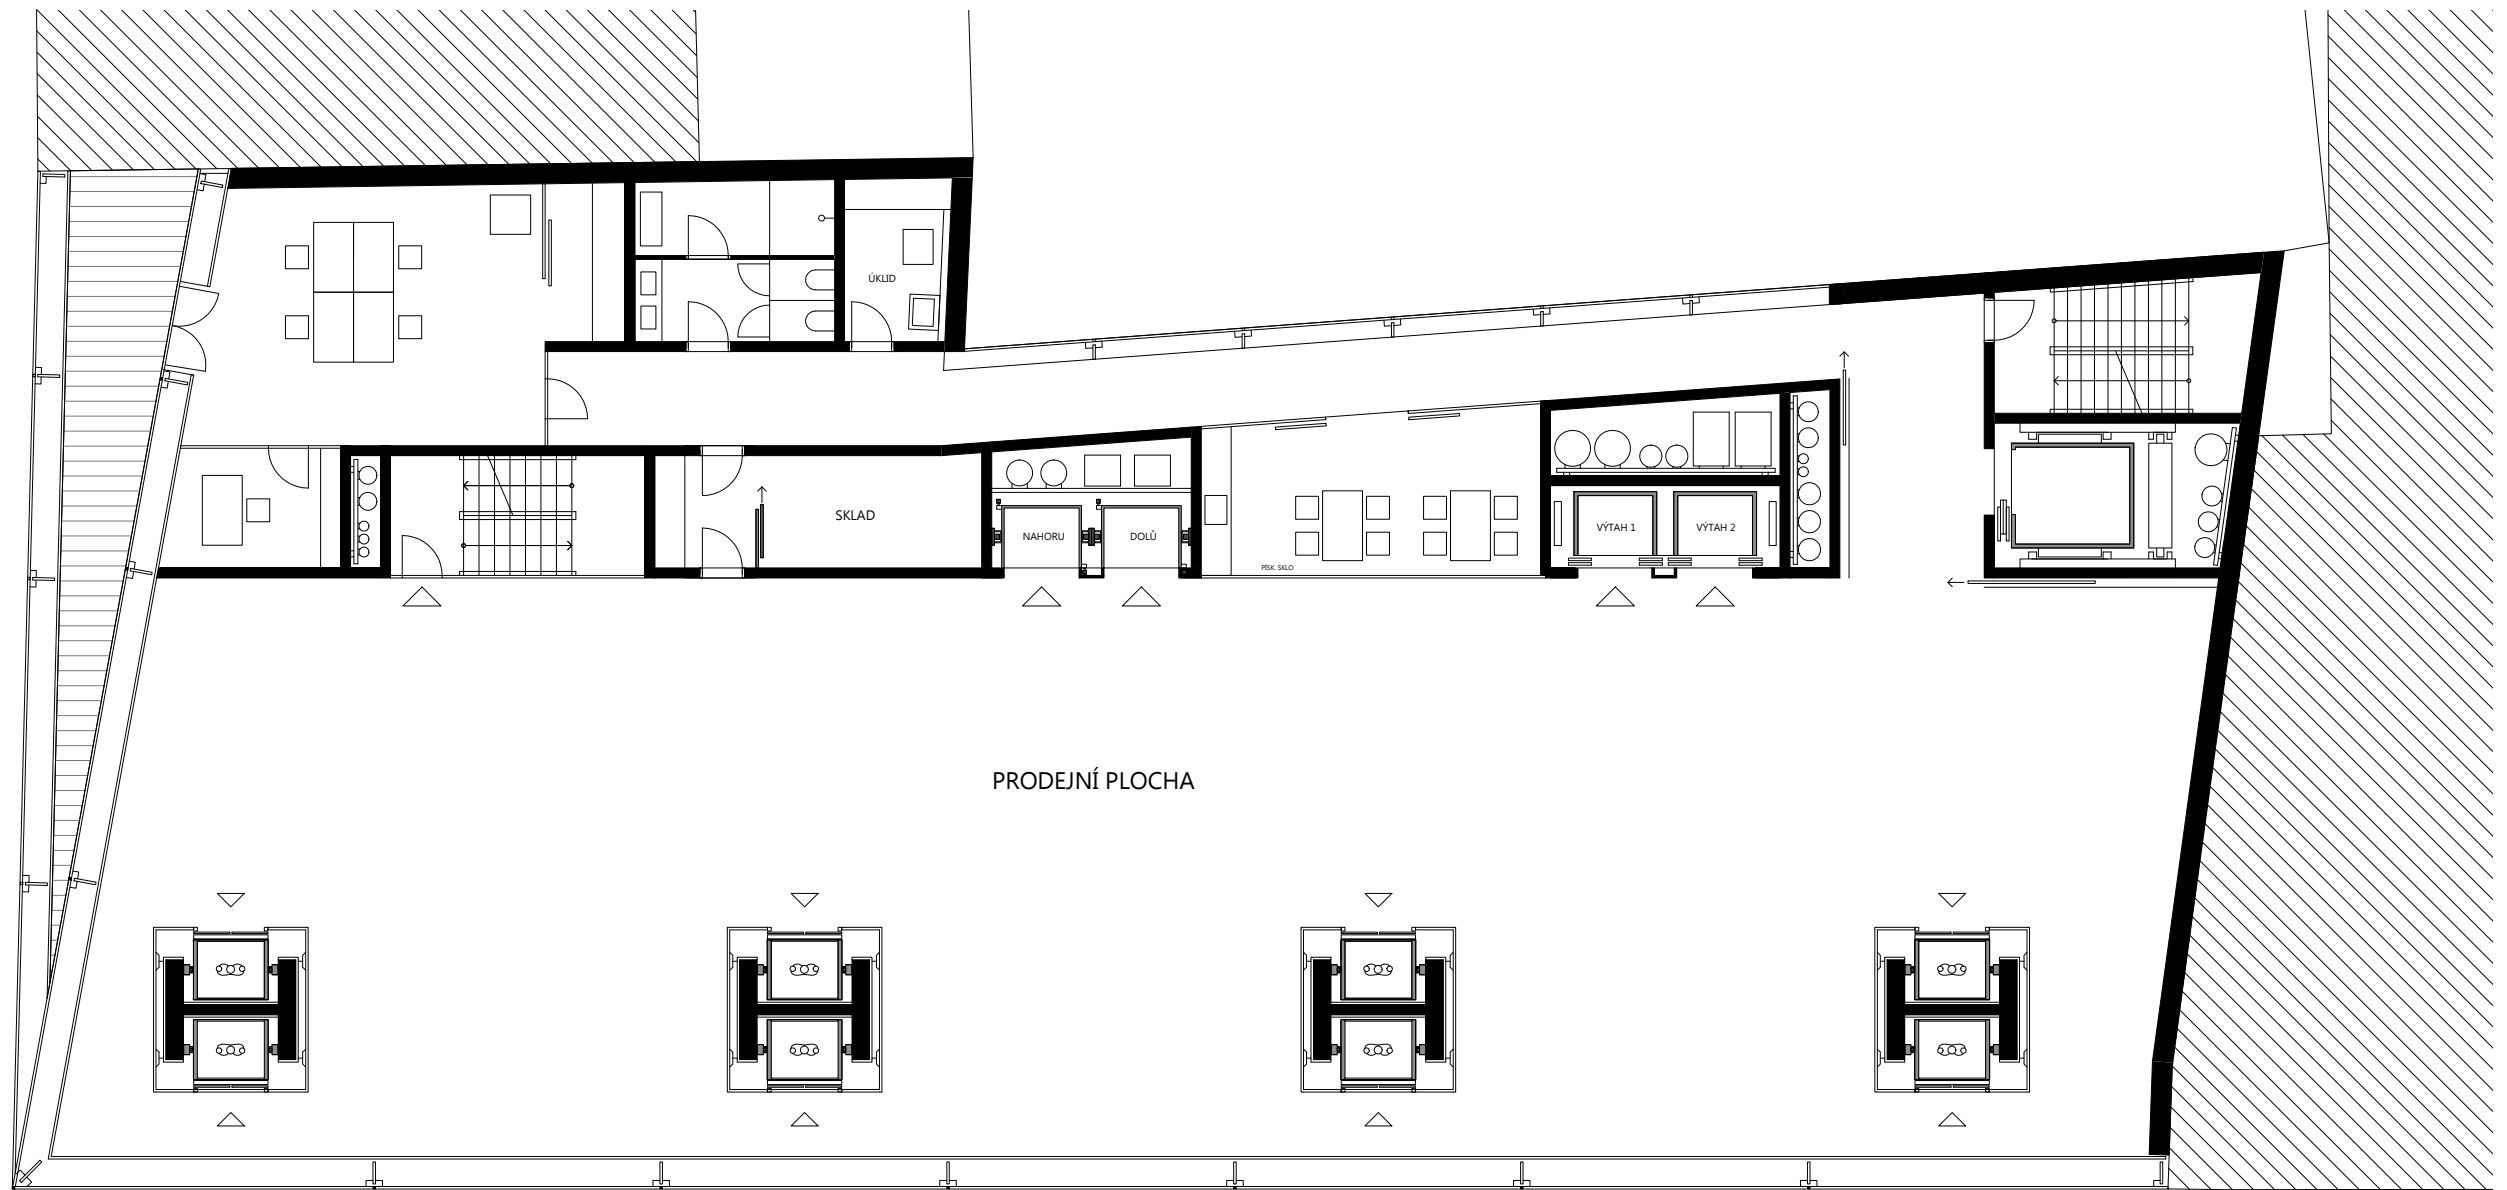 ÚKLID
SKLAD
NAHORU
DOLŮ
VÝTAH 1
VÝTAH 2
PÍSK. SKLO
PRODEJNÍ PLOCHA